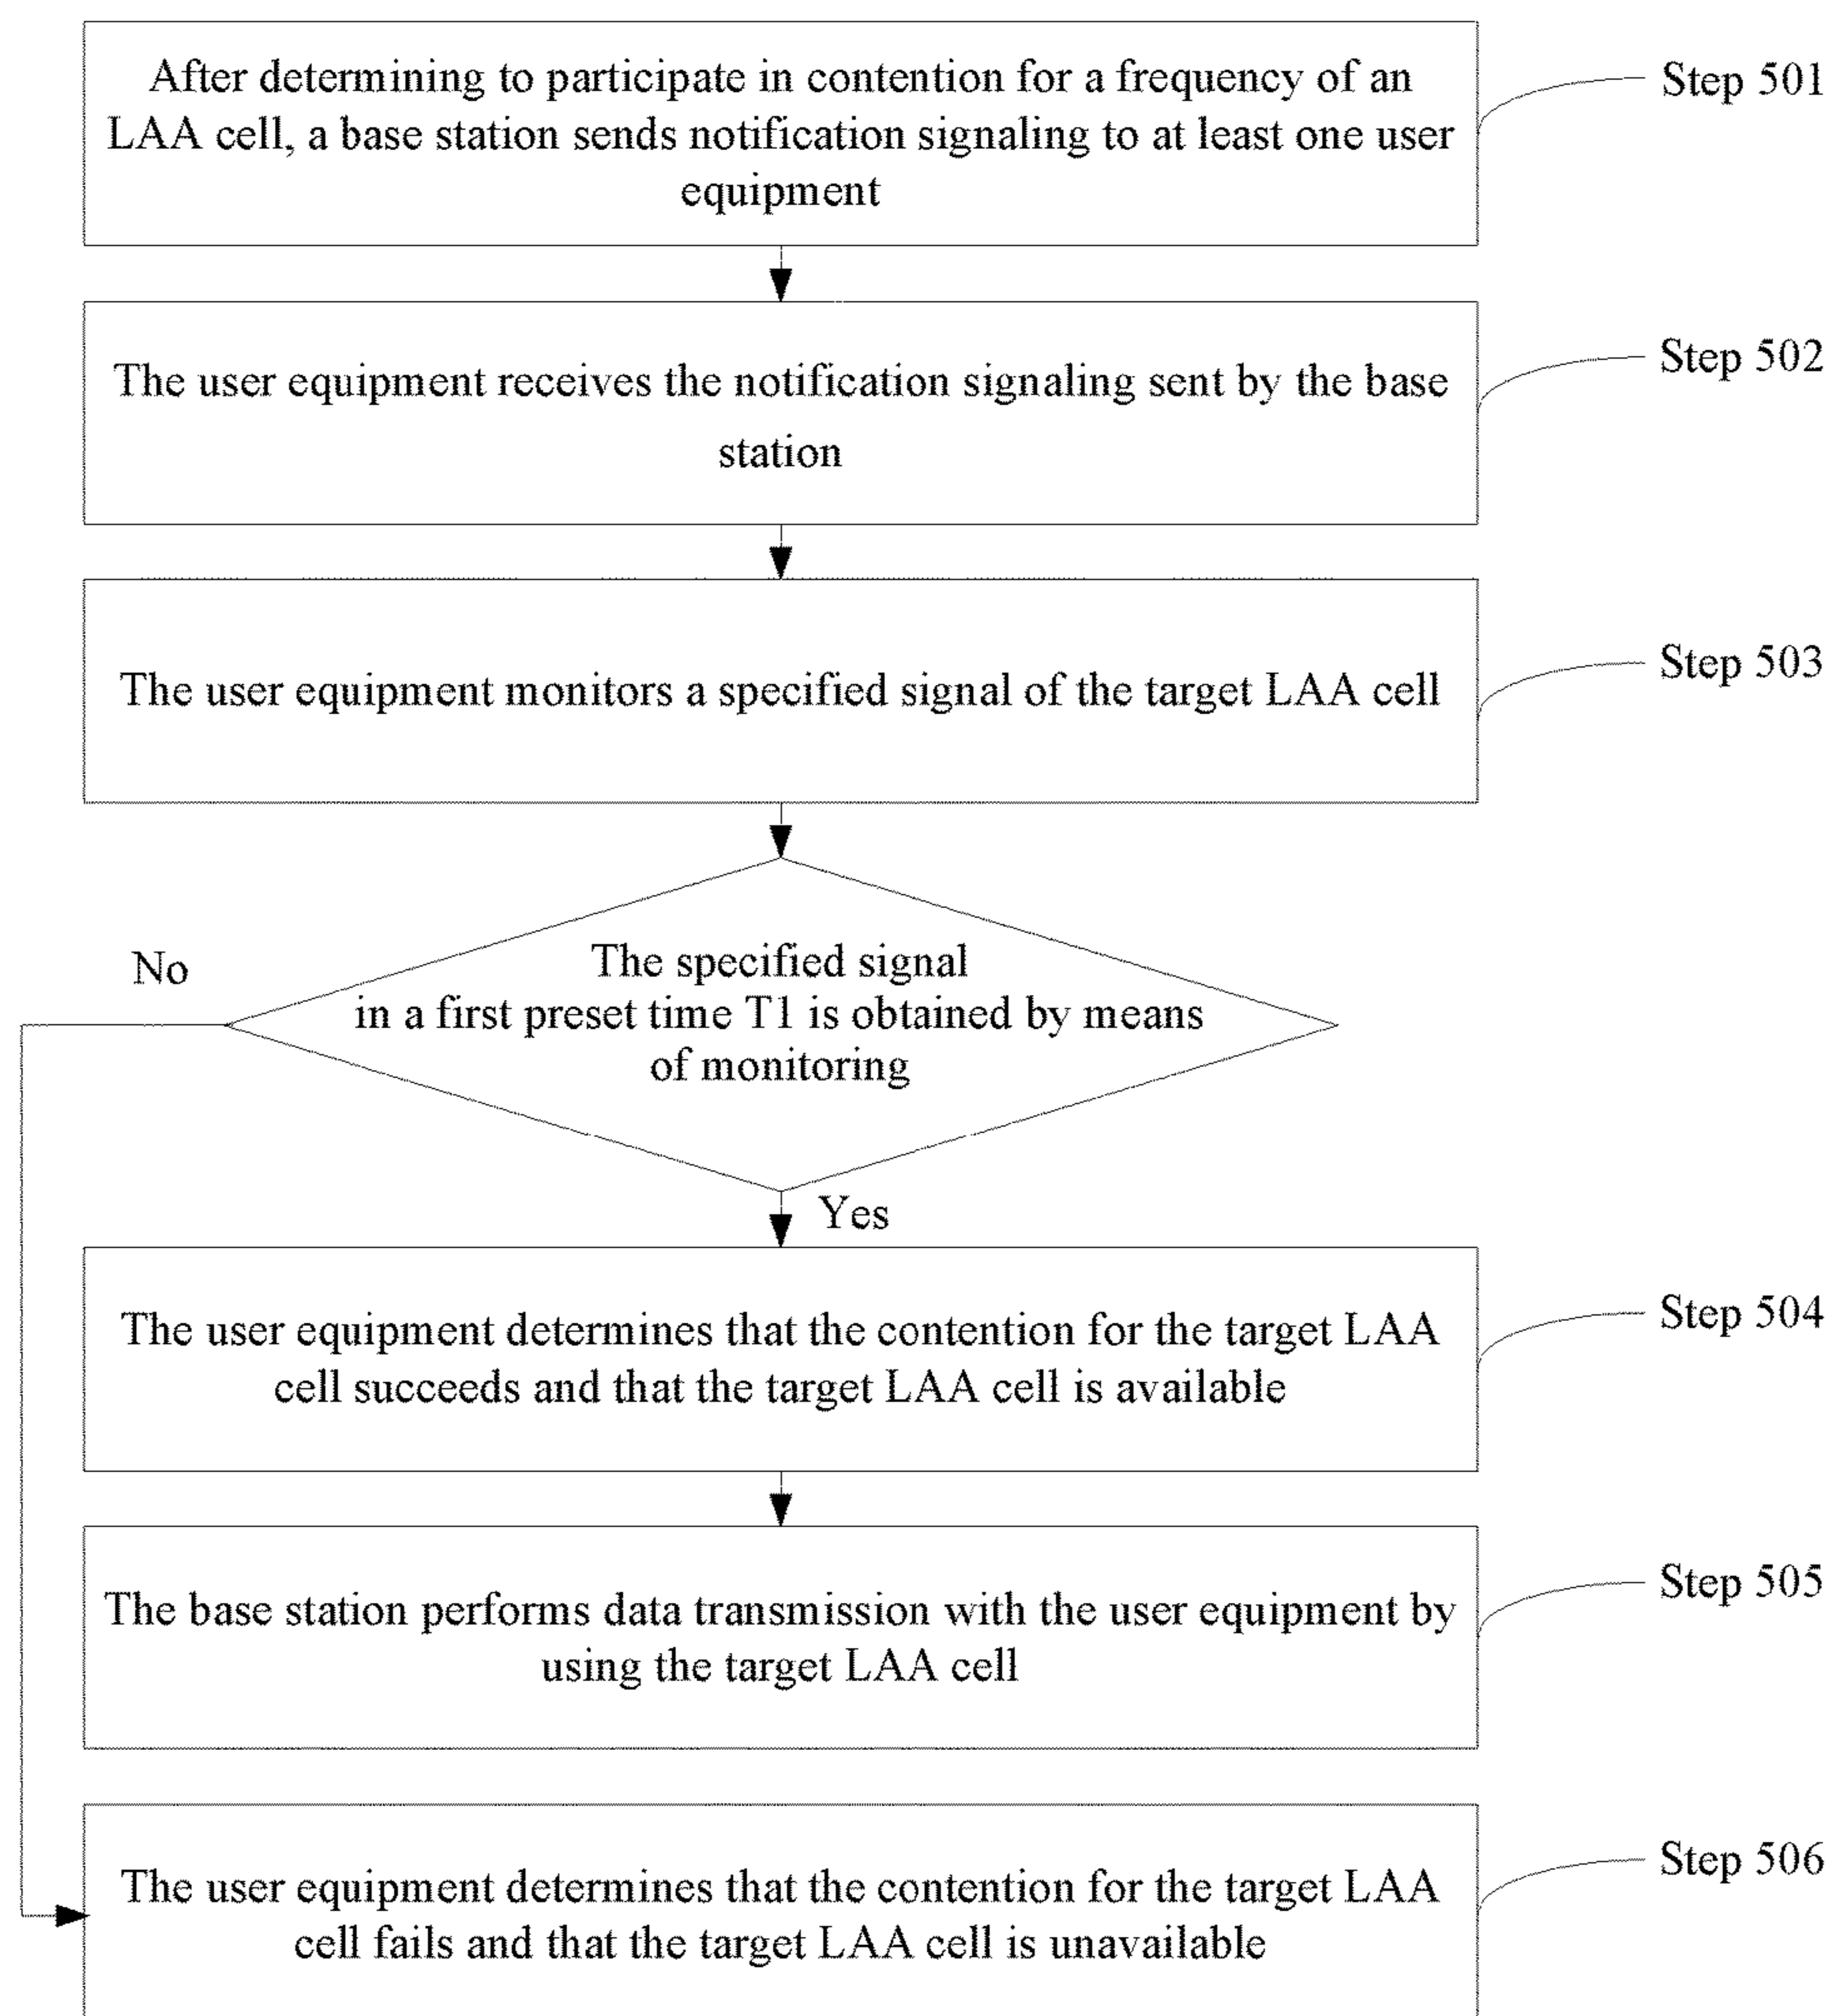 After determining to participate in contention for a frequency of an
LAA cell, a base station sends notification signaling to at least one user
equipment
Step 501
The user equipment receives the notification signaling sent by the base
station
Step 502
The user equipment monitors a specified signal of the target LAA cell
Step 503
No
The specified signal
in a first preset time T1 is obtained by means
of monitoring
Yes
The user equipment determines that the contention for the target LAA
cell succeeds and that the target LAA cell is available
Step 504
The base station performs data transmission with the user equipment by
using the target LAA cell
Step 505
The user equipment determines that the contention for the target LAA
cell fails and that the target LAA cell is unavailable
Step 506